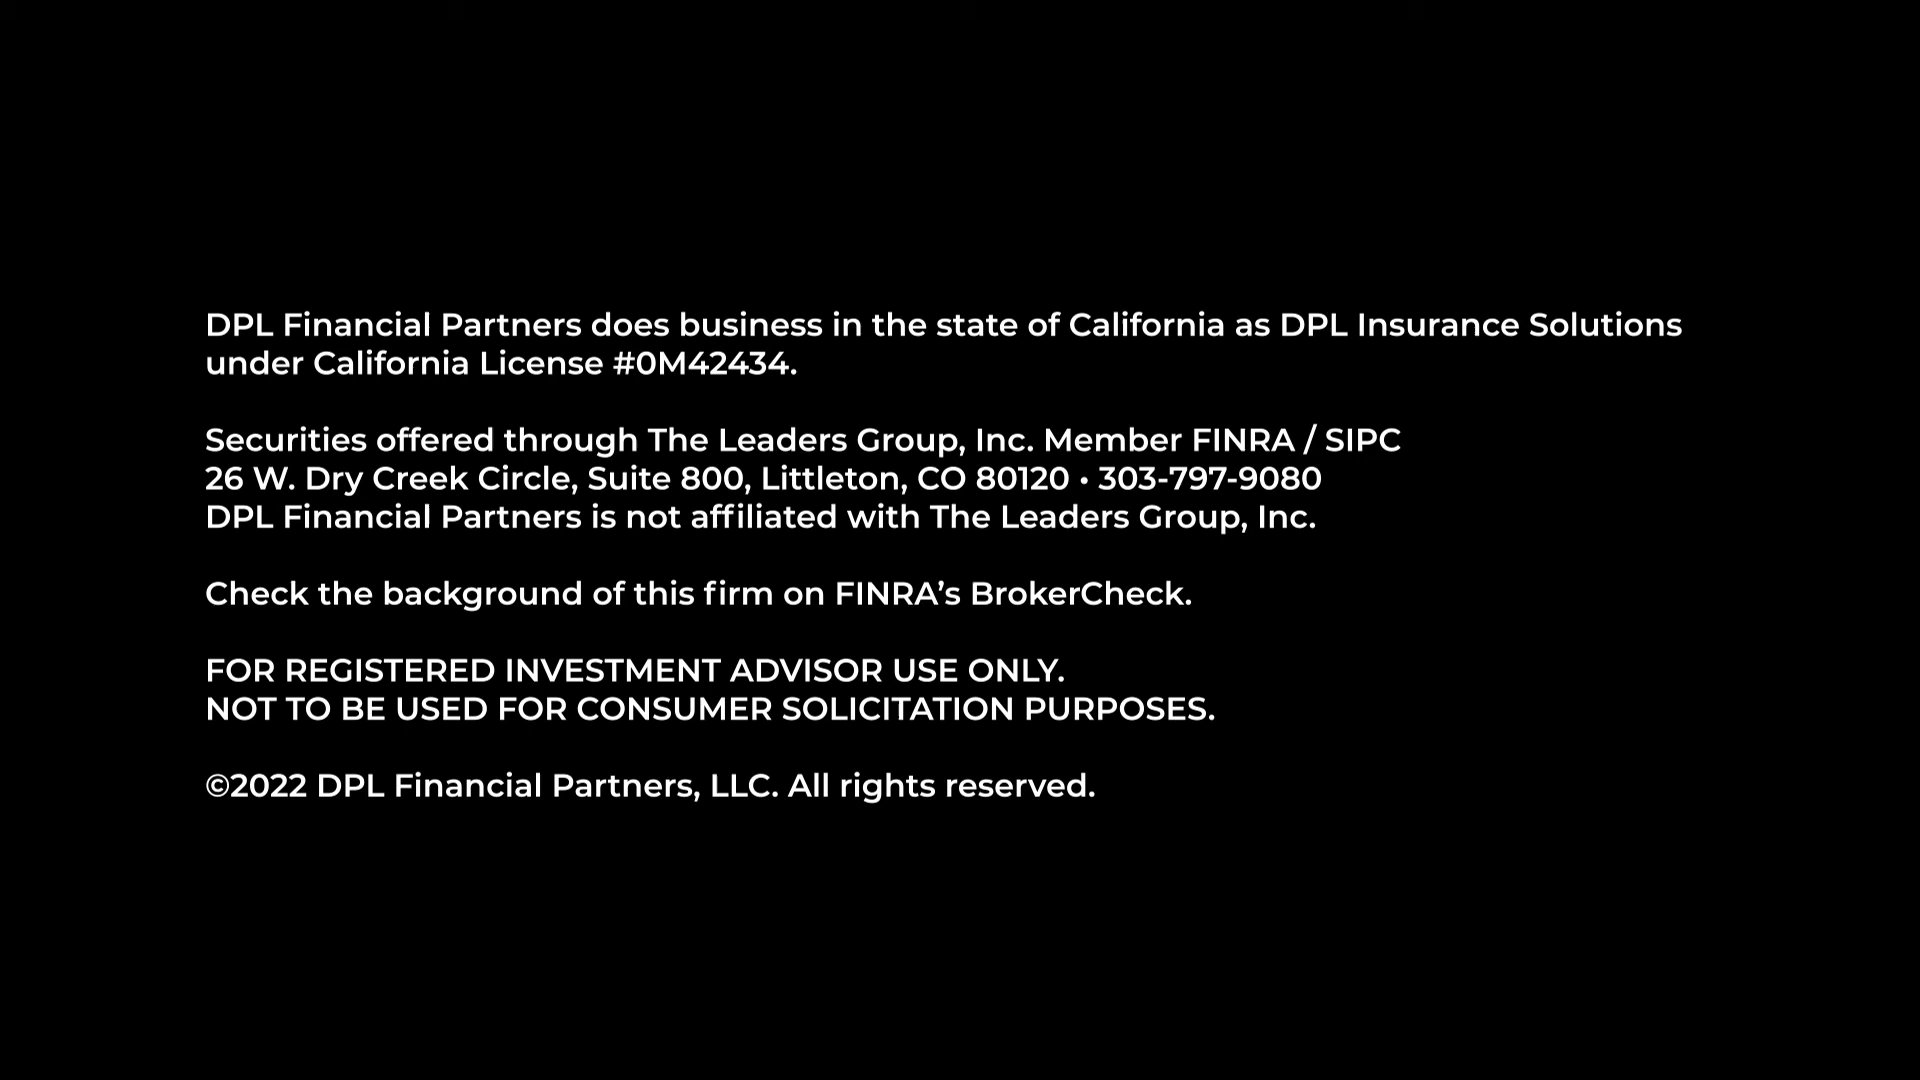 DPL Financial Partners does business in the state of California as DPL Insurance Solutions
under California License #0M42434.
Securities offered through The Leaders Group, Inc. Member FINRA / SIPC
26 W. Dry Creek Circle, Suite 800, Littleton, CO 80120 • 303-797-9080
DPL Financial Partners is not affiliated with The Leaders Group, Inc.
Check the background of this firm on FINRA’s BrokerCheck.
FOR REGISTERED INVESTMENT ADVISOR USE ONLY.
NOT TO BE USED FOR CONSUMER SOLICITATION PURPOSES.
©2022 DPL Financial Partners, LLC. All rights reserved.